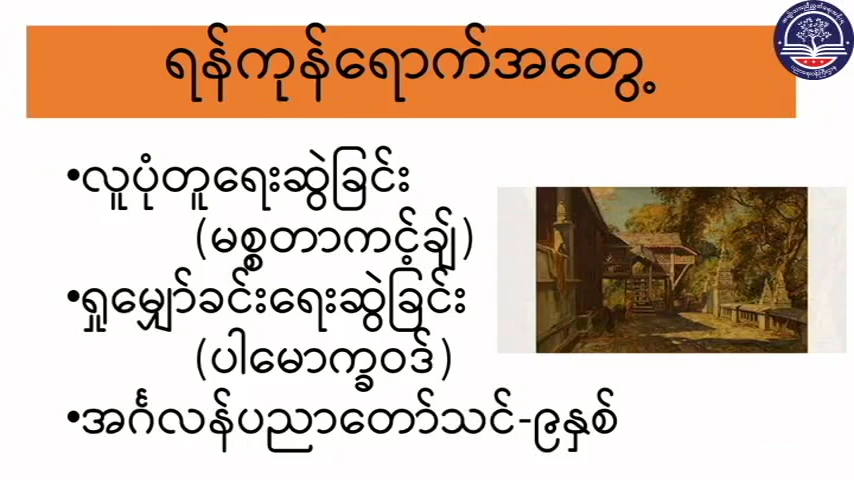 ရန်ကုန်ရောက်အတွေ့
•လူပုံတူရေးဆွဲခြင်း
(မစ္စတာကင့်ချ်)
•ရှုမျှော်ခင်းရေးဆွဲခြင်း
(ပါမောက္ခဝဒ်)
•အင်္ဂလန်ပညာတော်သင်-၉နှစ်